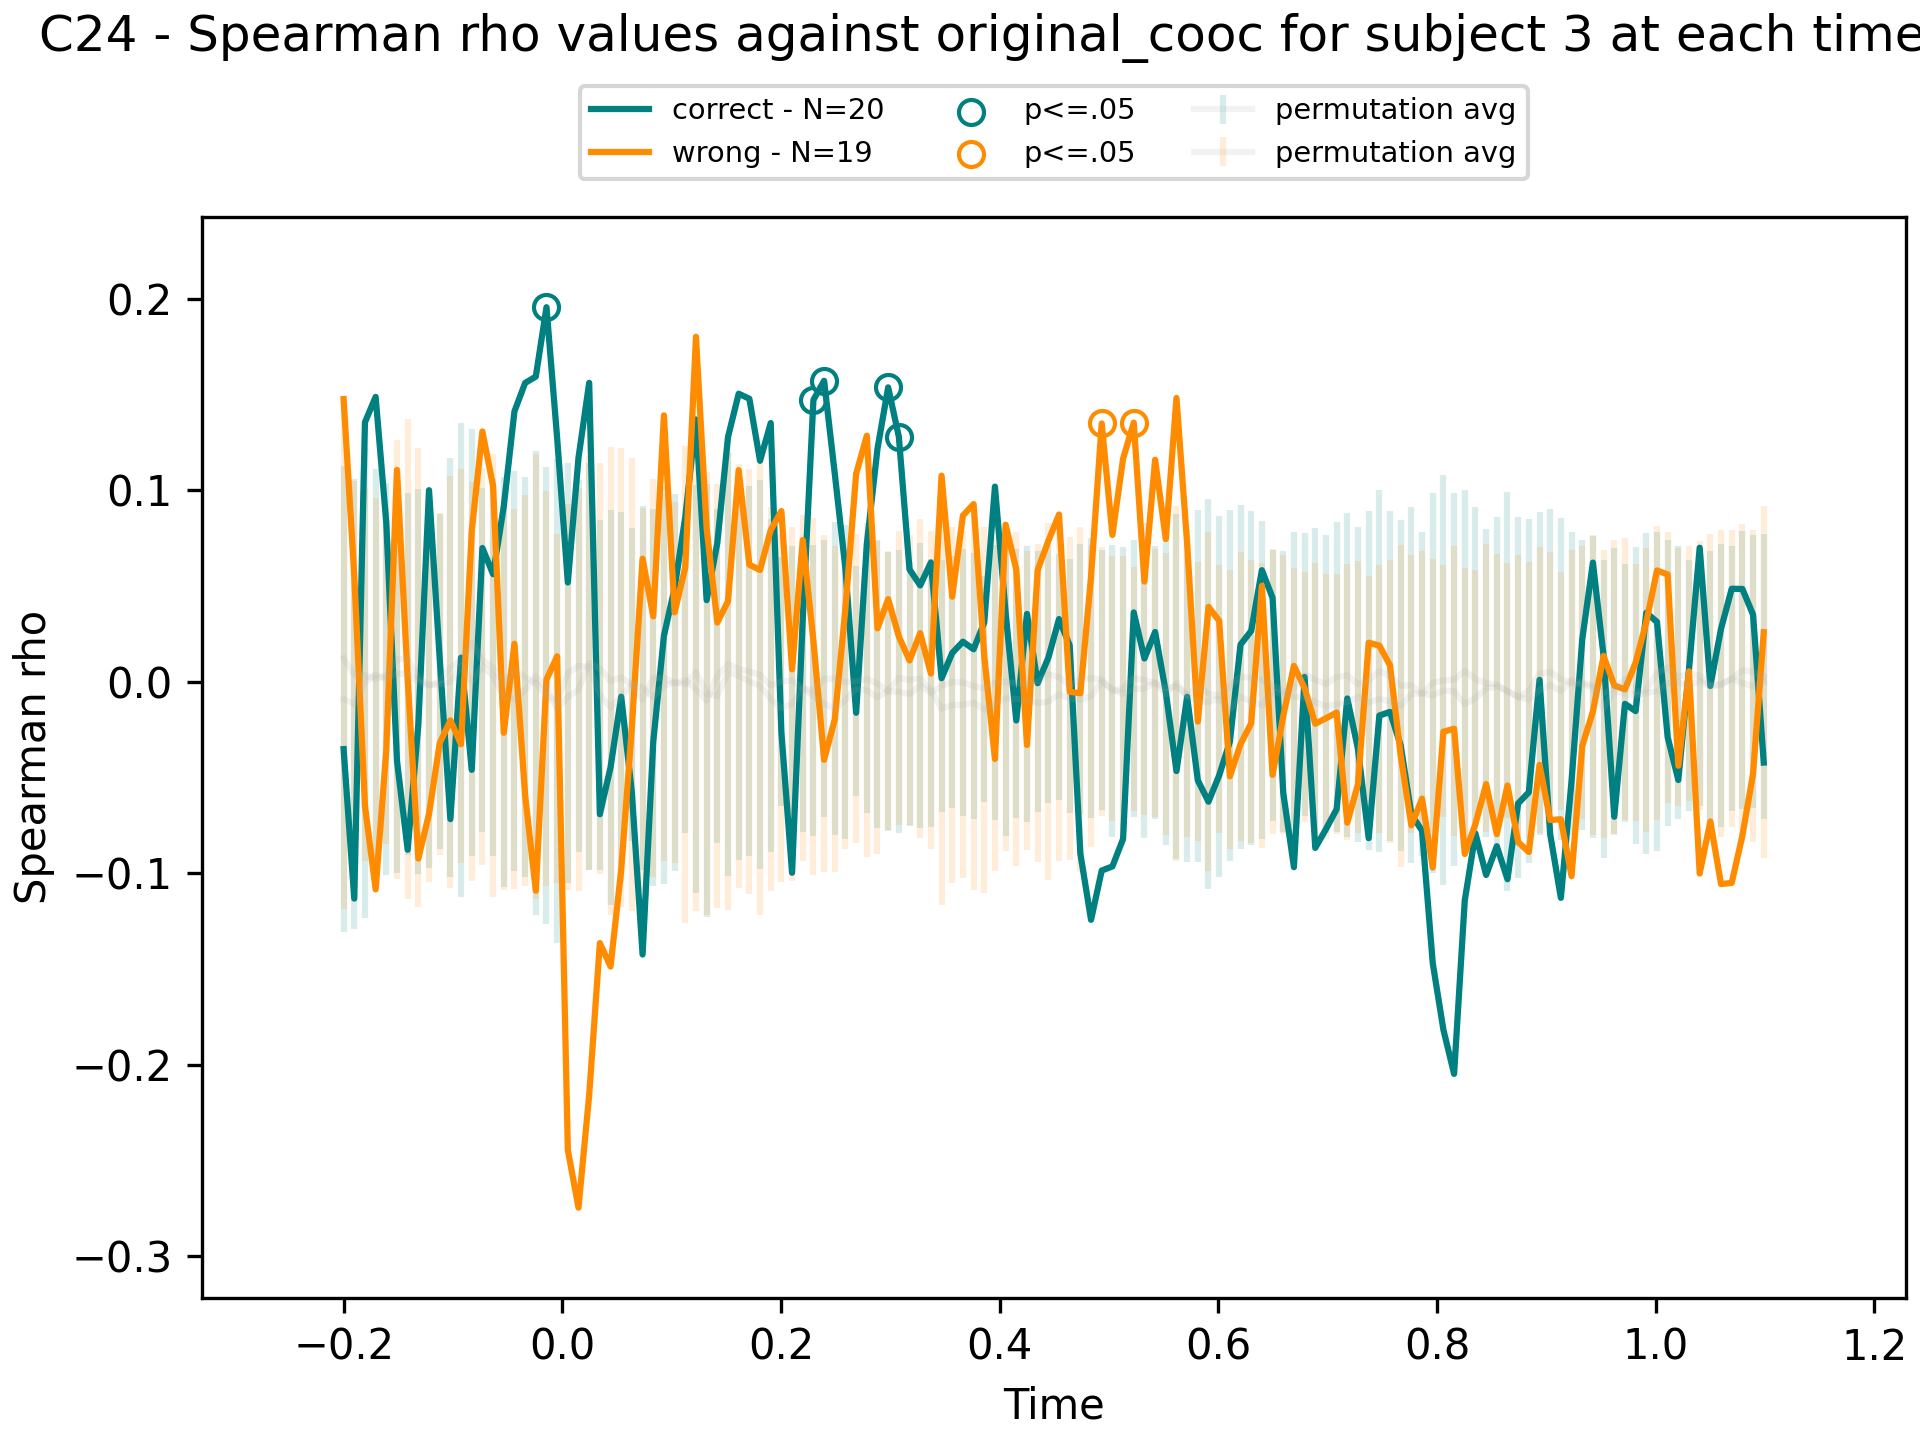 C24 - Spearman rho values against original_cooc for subject 3 at each time
correct - N=20
wrong - N=19
p<=.05
p<=.05
permutation avg
permutation avg
0.2
0.1
0.0
−0.1
−0.2
−0.3
Spearman rho
−0.2 0.0 0.2 0.4 0.6 0.8 1.0 1.2
Time